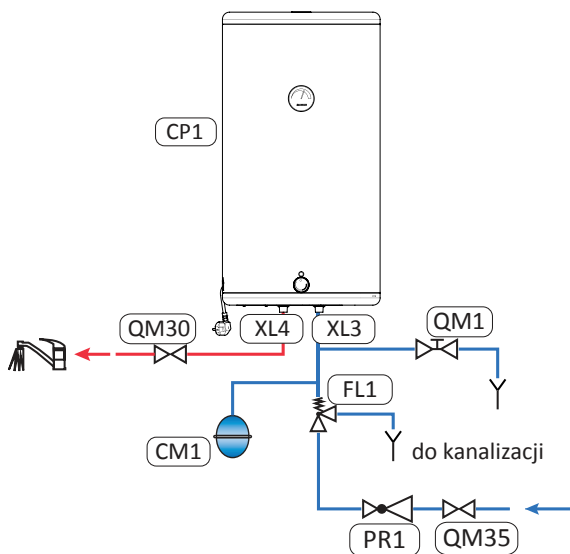 CP1
QM30
XL4
XL3
QM1
FL1
CM1
do kanalizacji
PR1
QM35